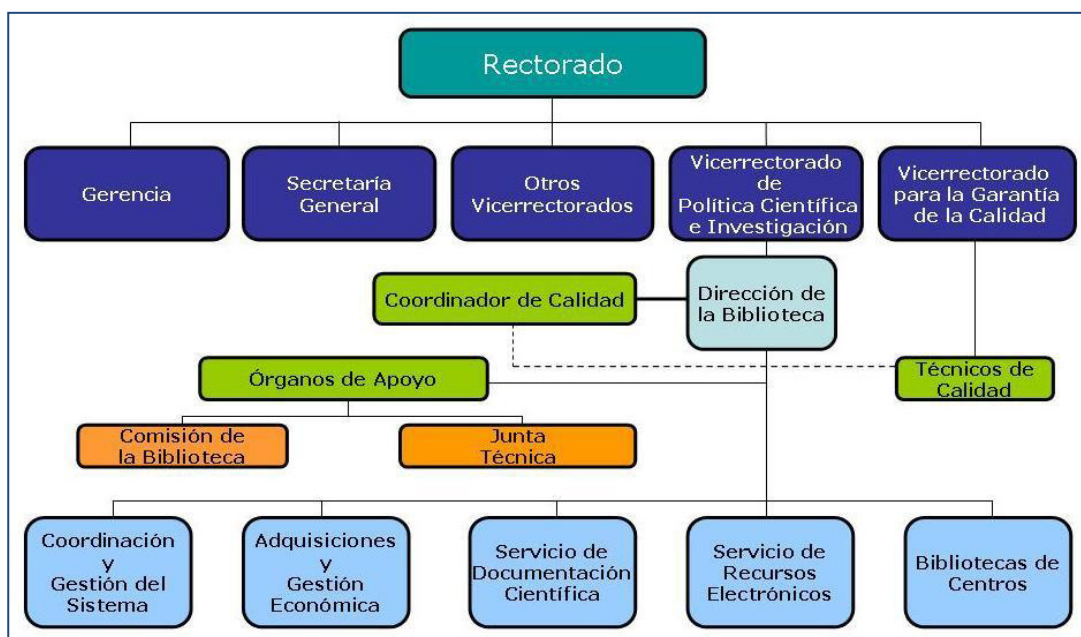 Rectorado
Gerencia
Secretaría
General
Otros
Vicerrectorados
Vicerrectorado
de
Política Científica
e Investigación
Vicerrectorado
para la Garantía
de la Calidad
Coordinador de Calidad
Dirección de
la Biblioteca
Órganos de Apoyo
Técnicos de
Calidad
Comisión de
la Biblioteca
Junta
Técnica
Coordinación
y
Gestión del
Sistema
Adquisiciones
y
Gestión
Económica
Servicio de
Documentación
Científica
Servicio de
Recursos
Electrónicos
Bibliotecas de
Centros